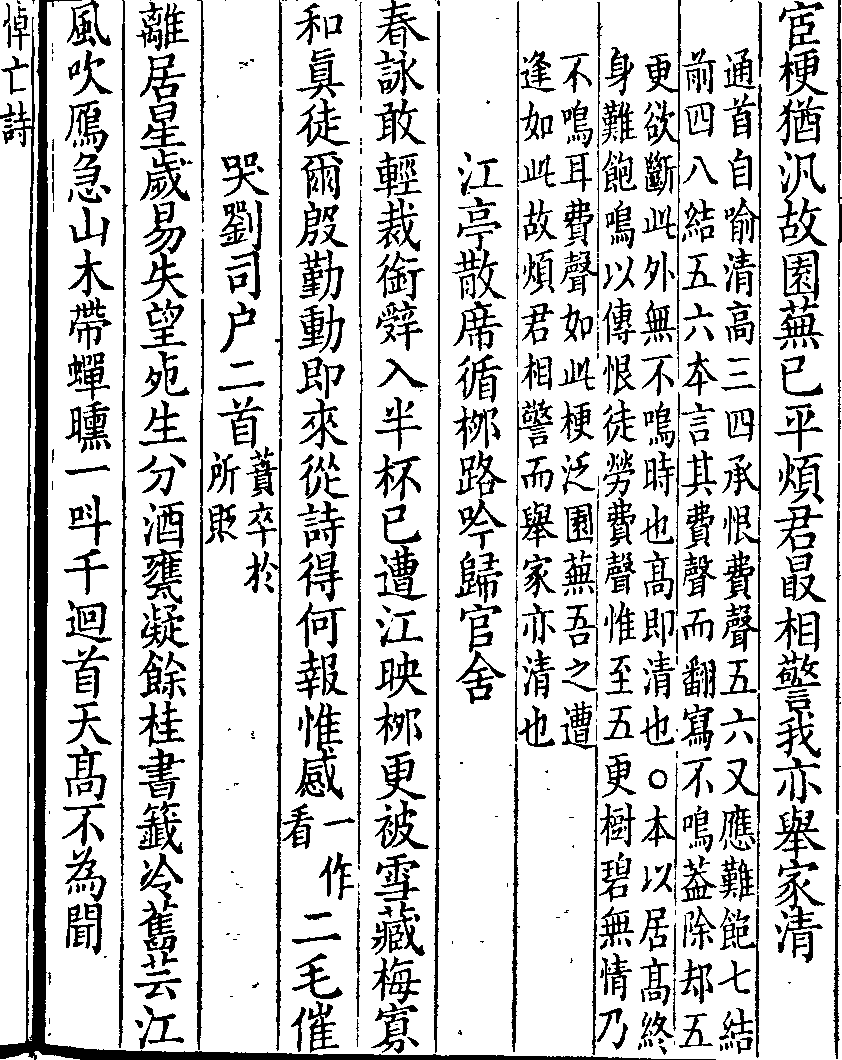 宦梗猶汎故園蕪已平煩君最相警我亦舉家清
通首自喻清高三四承恨費聲五六又應難飽七結
前四八結五六本言其費聲而翻寫不鳴葢除却五
更欲斷此外無不鳴時也高即清也○本以居高終
身難飽鳴以傳恨徒勞費聲惟至五更樹碧無情乃
不鳴耳費聲如此梗泛園蕪吾之遭
逢如此故煩君相警而舉家亦清也
江亭散席循桞路吟歸官舍
春詠敢輕裁銜辤入半杯已遭江映桞更被雪藏梅寡
和眞徒爾殷勤動即來從詩得何報惟感一作
看二毛催
哭劉司户二首蕡卒於
所貶
離居星歲易失望死生分酒甕凝餘桂書籤冷舊芸江
風吹鴈急山木帶蟬曛一呌千迴首天髙不為聞
悼亡詩